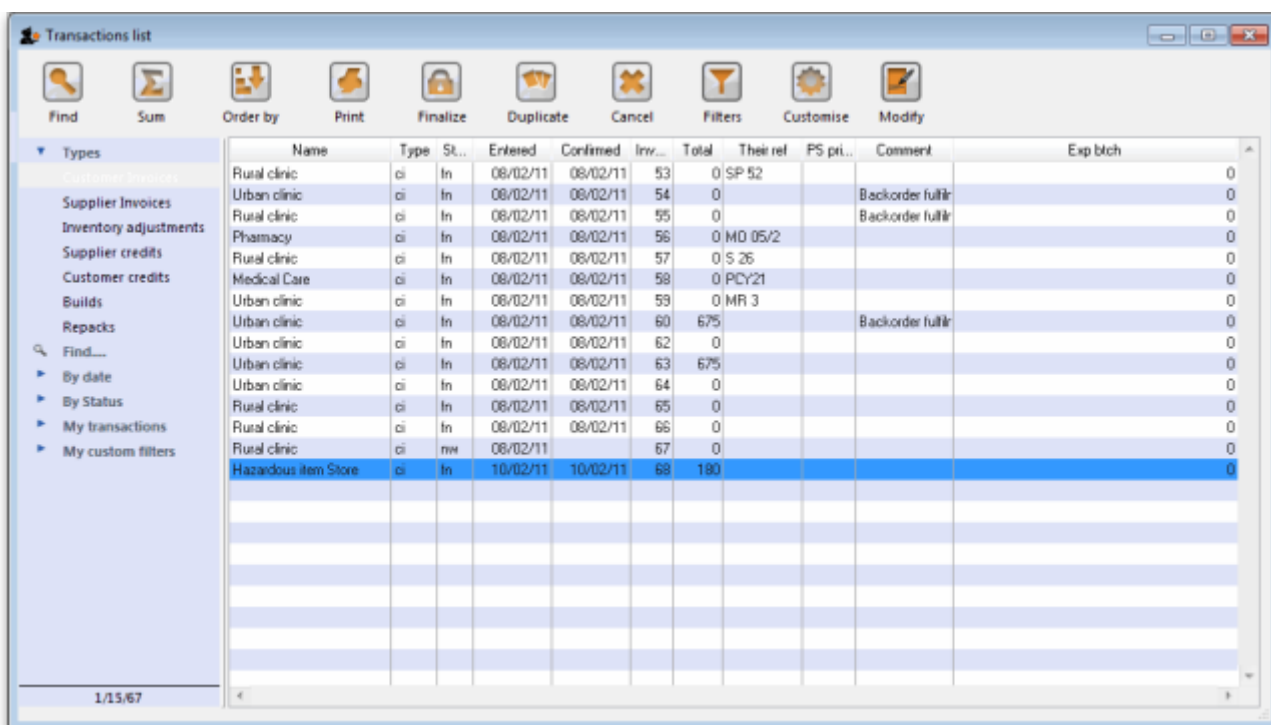 Transactions list
Find Sum Order by Print Finalize Duplicate Cancel Filters Customise Modify
Types
Customer Invoices
Supplier Invoices
Inventory adjustments
Supplier credits
Customer credits
Builds
Repacks
Find....
By date
By Status
My transactions
My custom filters
1/15/67
Name Type St... Entered Confirmed Inv... Total Their ref PS pri... Comment Exp btch
Rural clinic ci fn 08/02/11 08/02/11 53 0 SP 52 0
Urban clinic ci fn 08/02/11 08/02/11 54 0 Backorder fulfilr 0
Rural clinic ci fn 08/02/11 08/02/11 55 0 Backorder fulfilr 0
Pharmacy ci fn 08/02/11 08/02/11 56 0 MO 05/2 0
Rural clinic ci fn 08/02/11 08/02/11 57 0 S 26 0
Medical Care ci fn 08/02/11 08/02/11 58 0 PCY21 0
Urban clinic ci fn 08/02/11 08/02/11 59 0 MR 3 0
Urban clinic ci fn 08/02/11 08/02/11 60 675 Backorder fulfilr 0
Urban clinic ci fn 08/02/11 08/02/11 62 0 0
Urban clinic ci fn 08/02/11 08/02/11 63 675 0
Urban clinic ci fn 08/02/11 08/02/11 64 0 0
Rural clinic ci fn 08/02/11 08/02/11 65 0 0
Rural clinic ci fn 08/02/11 08/02/11 66 0 0
Rural clinic ci nw 08/02/11 67 0 0
Hazardous item Store ci fn 10/02/11 10/02/11 68 180 0